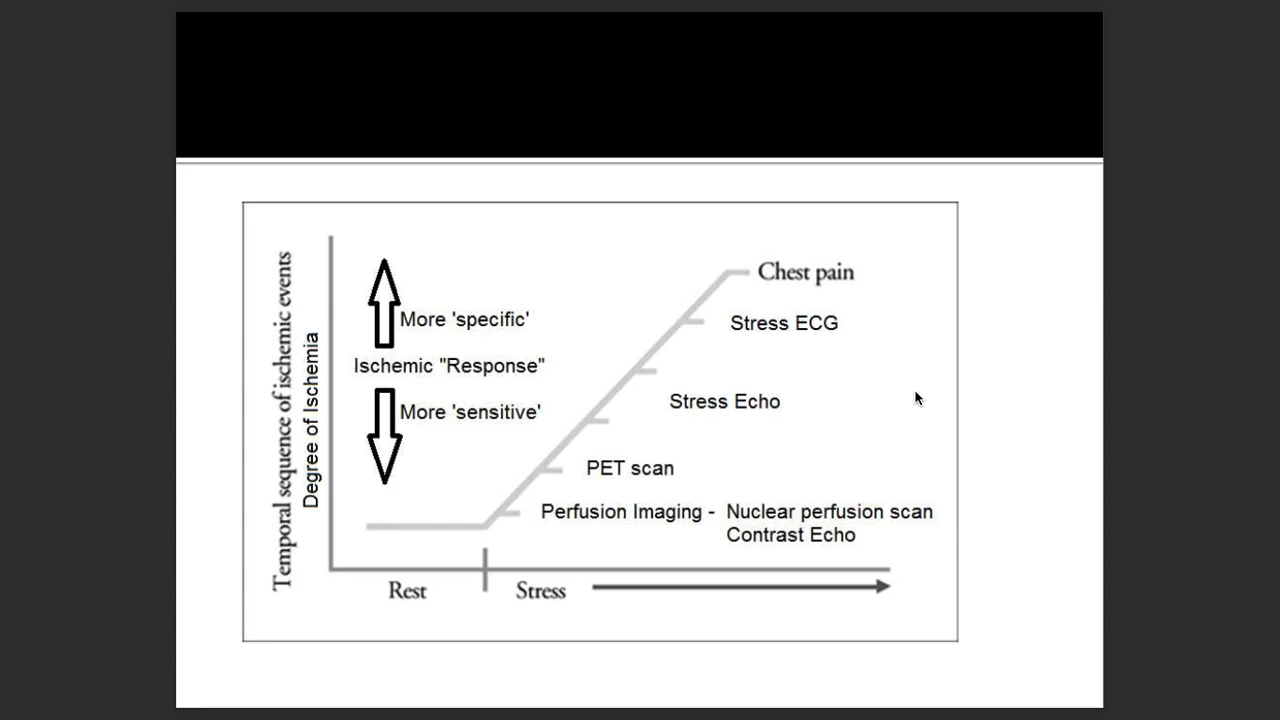 Temporal sequence of ischemic events
Degree of Ischemia
More 'specific'
Ischemic "Response"
More 'sensitive'
Chest pain
Stress ECG
Stress Echo
PET scan
Perfusion Imaging - Nuclear perfusion scan
Contrast Echo
Rest
Stress